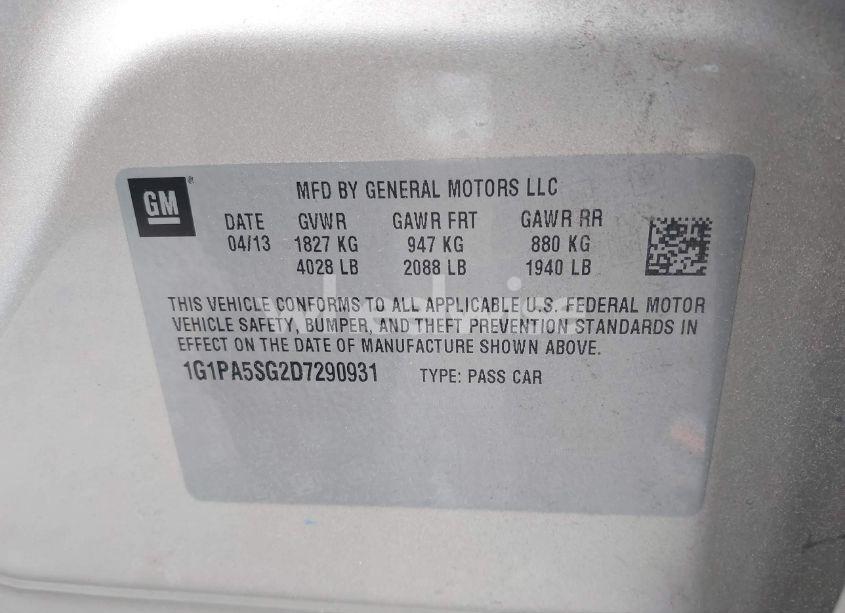 GM
MFD BY GENERAL MOTORS LLC
DATE GVWR GAWR FRT GAWR RR
04/13 1827 KG 947 KG 880 KG
4028 LB 2088 LB 1940 LB
THIS VEHICLE CONFORMS TO ALL APPLICABLE U.S. FEDERAL MOTOR
VEHICLE SAFETY, BUMPER, AND THEFT PREVENTION STANDARDS IN
EFFECT ON THE DATE OF MANUFACTURE SHOWN ABOVE.
1G1PA5SG2D7290931 TYPE: PASS CAR